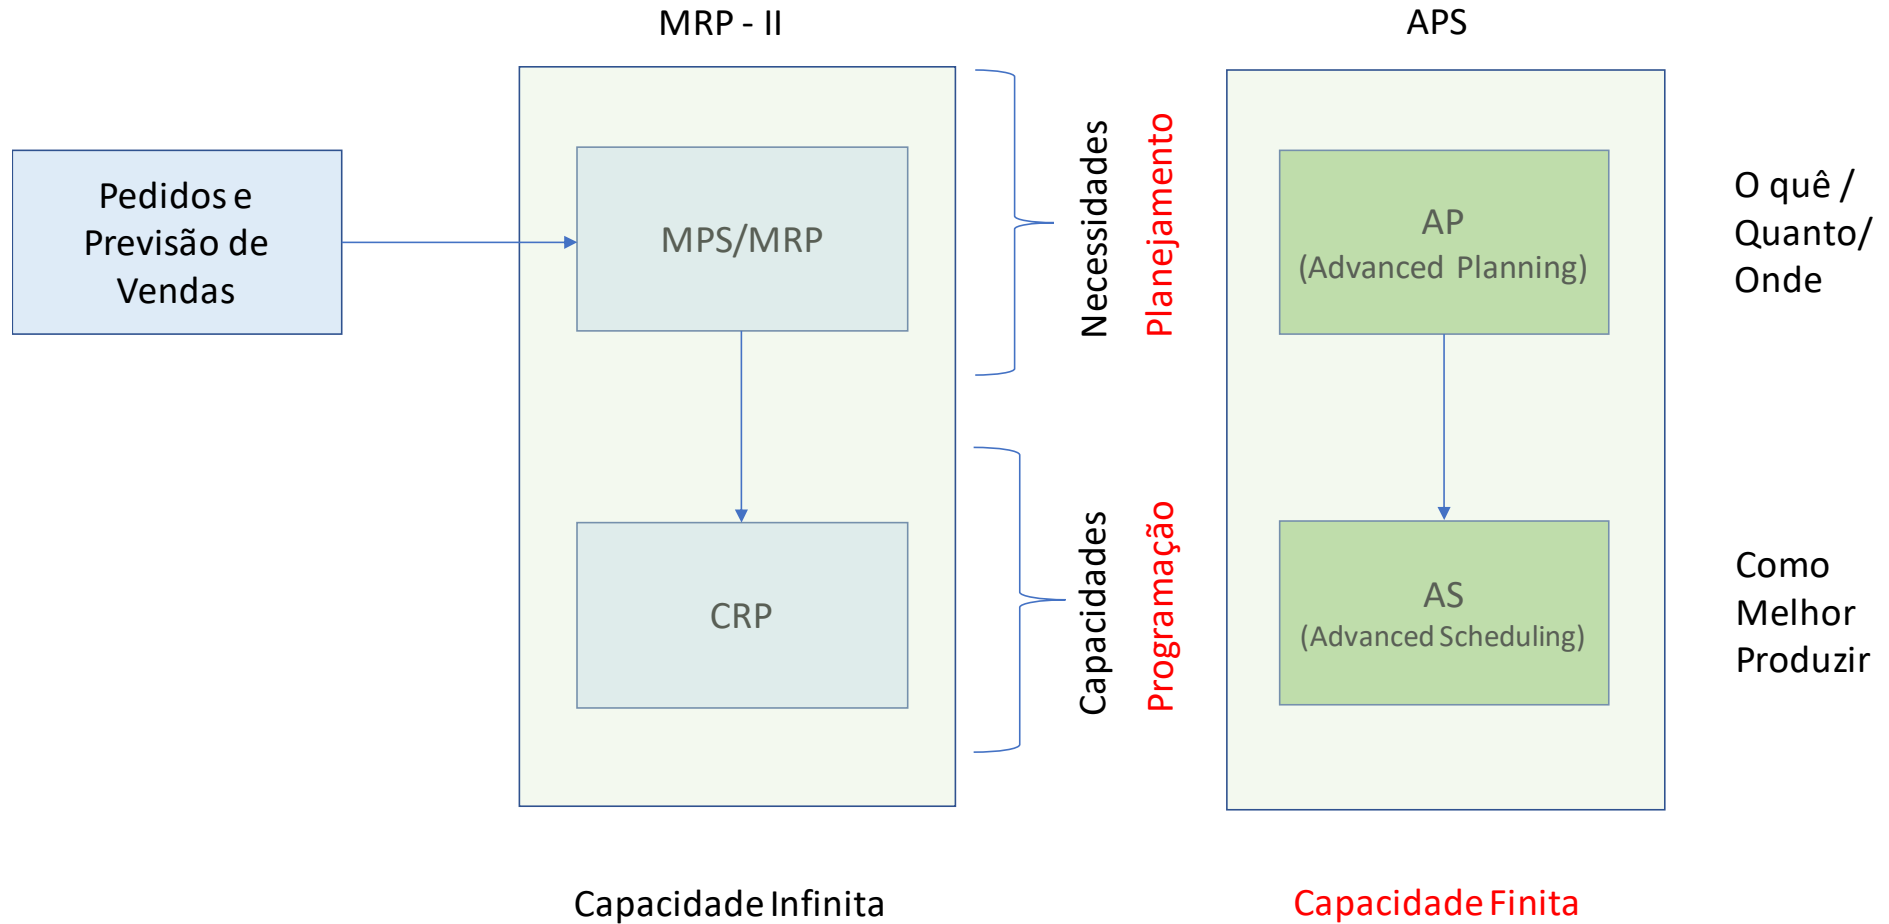 MRP - II
APS
Pedidos e
Previsão de
Vendas
MPS/MRP
Necessidades
Planejamento
AP
(Advanced Planning)
O quê /
Quanto/
Onde
CRP
Capacidades
Programação
AS
(Advanced Scheduling)
Como
Melhor
Produzir
Capacidade Infinita
Capacidade Finita